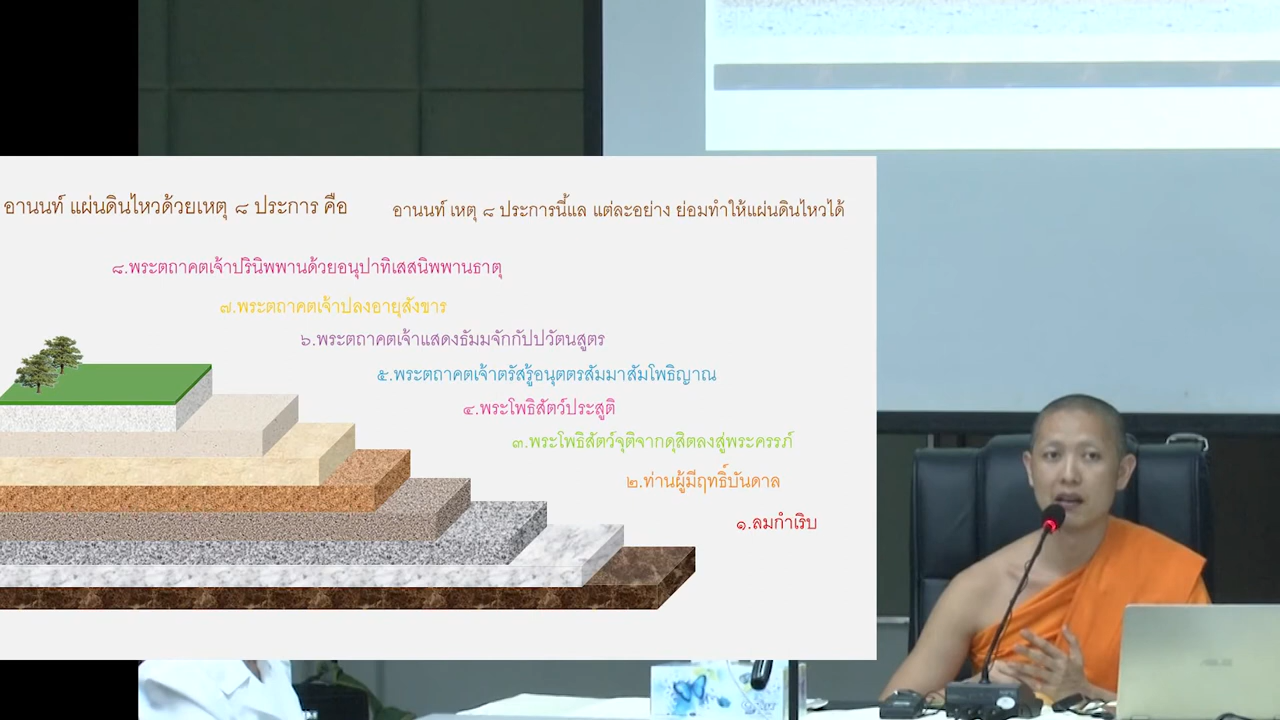 อานนท์ แผ่นดินไหวด้วยเหตุ ๘ ประการ คือ
อานนท์ เหตุ ๘ ประการนี้แล แต่ละอย่าง ย่อมทำให้แผ่นดินไหวได้
๘.พระตถาคตเจ้าปรินิพพานด้วยอนุปาทิเสสนิพพานธาตุ
๗.พระตถาคตเจ้าปลงอายุสังขาร
๖.พระตถาคตเจ้าแสดงธัมมจักกัปปวัตนสูตร
๕.พระตถาคตเจ้าตรัสรู้อนุตตรสัมมาสัมโพธิญาณ
๔.พระโพธิสัตว์ประสูติ
๓.พระโพธิสัตว์จุติจากดุสิตลงสู่พระครรภ์
๒.ท่านผู้มีฤทธิ์บันดาล
๑.ลมกำเริบ
ASUS